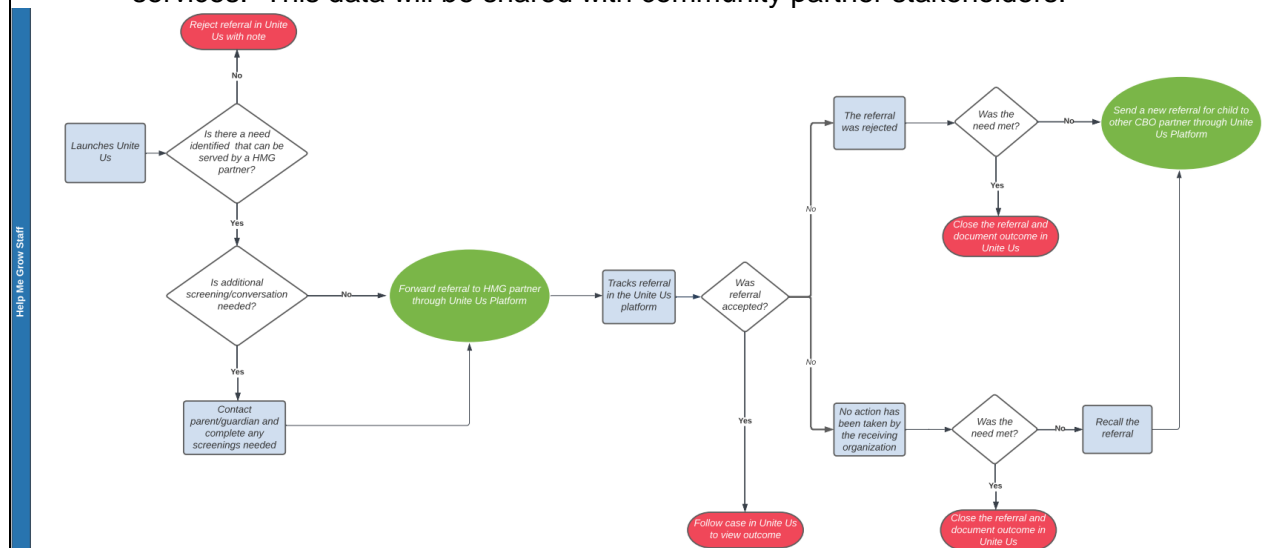 services. This data will be shared with community partner stakeholders.
Help Me Grow Staff
Reject referral in Unite
Us with note
No
Launches Unite
Us
Is there a need
identified that can be
served by a HMG
partner?
Yes
Is additional
screening/conversation
needed?
No
Yes
Contact
parent/guardian and
complete any
screenings needed
Forward referral to HMG partner
through Unite Us Platform
Tracks referral
in the Unite Us
platform
Was
referral
accepted?
No
No
Yes
Follow case in Unite Us
to view outcome
The referral
was rejected
Was the
need met?
No
Yes
Close the referral and
document outcome in
Unite Us
Send a new referral for child to
other CBO partner through Unite
Us Platform
No action has
been taken by
the receiving
organization
Was the
need met?
No
Recall the
referral
Yes
Close the referral and
document outcome in
Unite Us